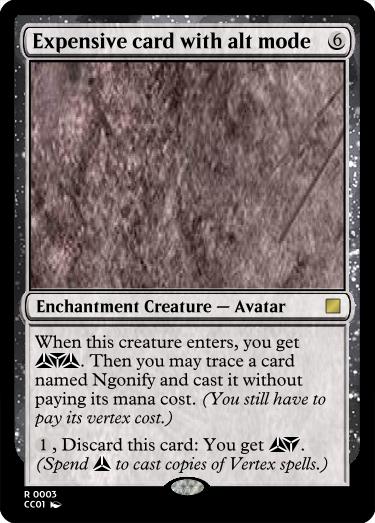 Expensive card with alt mode 6
Enchantment Creature — Avatar
When this creature enters, you get
. Then you may trace a card
named Ngonify and cast it without
paying its mana cost. (You still have to
pay its vertex cost.)
1 , Discard this card: You get .
(Spend to cast copies of Vertex spells.)
R 0003
CC01